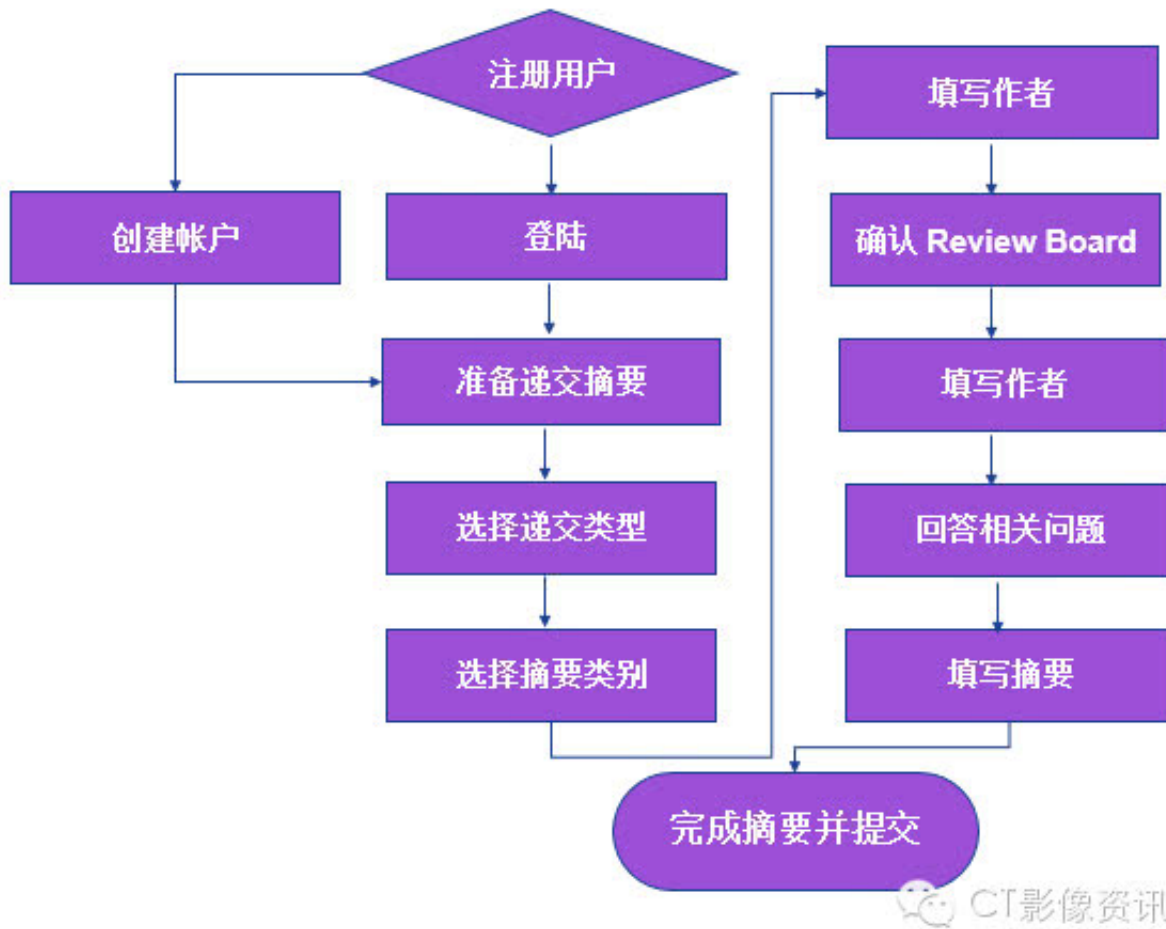 注册用户
创建帐户
登陆
准备递交摘要
选择递交类型
选择摘要类别
填写作者
确认 Review Board
填写作者
回答相关问题
填写摘要
完成摘要并提交
CT影像资讯